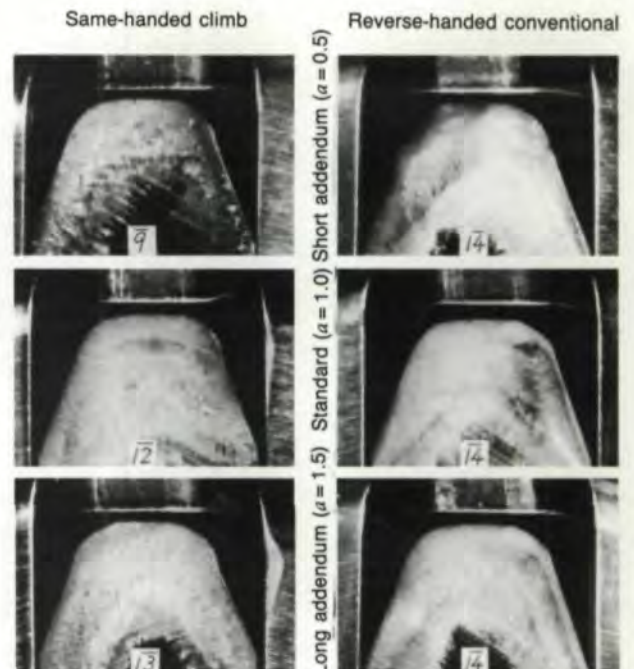 Same-handed climb
Reverse-handed conventional
Short addendum (a = 0.5)
9
14
Standard (a = 1.0)
12
14
Long addendum (a = 1.5)
13
14